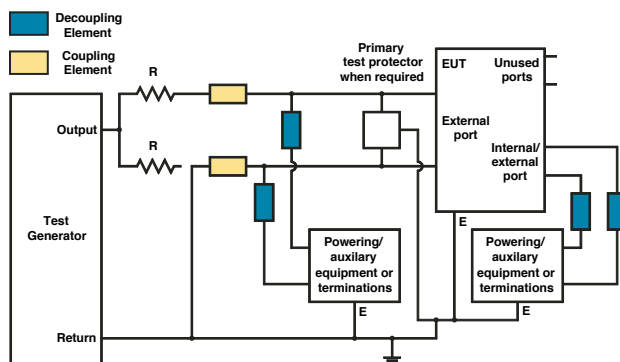 Decoupling
Element
Coupling
Element
R
Primary
test protector
when required
EUT
Unused
ports
Output
External
port
R
Internal/
external
port
Test
Generator
E
Powering/
auxilary
equipment or
terminations
Powering/
auxilary
equipment or
terminations
E
E
Return